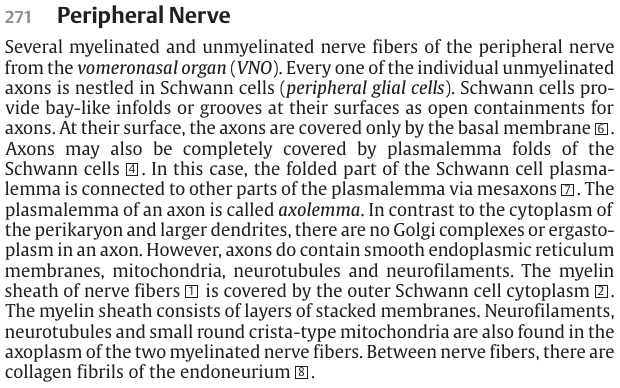 271 Peripheral Nerve
Several myelinated and unmyelinated nerve fibers of the peripheral nerve
from the vomeronasal organ (VNO). Every one of the individual unmyelinated
axons is nestled in Schwann cells (peripheral glial cells). Schwann cells pro-
vide bay-like infolds or grooves at their surfaces as open containments for
axons. At their surface, the axons are covered only by the basal membrane 6.
Axons may also be completely covered by plasmalemma folds of the
Schwann cells 4. In this case, the folded part of the Schwann cell plasma-
lemma is connected to other parts of the plasmalemma via mesaxons 7. The
plasmalemma of an axon is called axolemma. In contrast to the cytoplasm of
the perikaryon and larger dendrites, there are no Golgi complexes or ergasto-
plasm in an axon. However, axons do contain smooth endoplasmic reticulum
membranes, mitochondria, neurotubules and neurofilaments. The myelin
sheath of nerve fibers 1 is covered by the outer Schwann cell cytoplasm 2.
The myelin sheath consists of layers of stacked membranes. Neurofilaments,
neurotubules and small round crista-type mitochondria are also found in the
axoplasm of the two myelinated nerve fibers. Between nerve fibers, there are
collagen fibrils of the endoneurium 8.